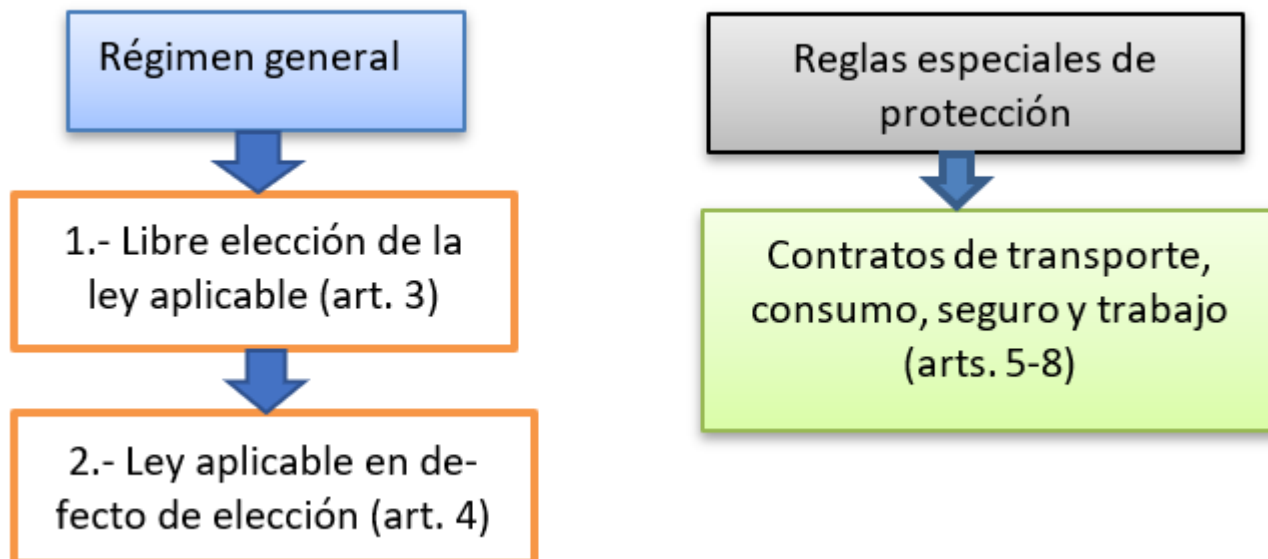 Régimen general
1.- Libre elección de la
ley aplicable (art. 3)
2.- Ley aplicable en de-
fecto de elección (art. 4)
Reglas especiales de
protección
Contratos de transporte,
consumo, seguro y trabajo
(arts. 5-8)